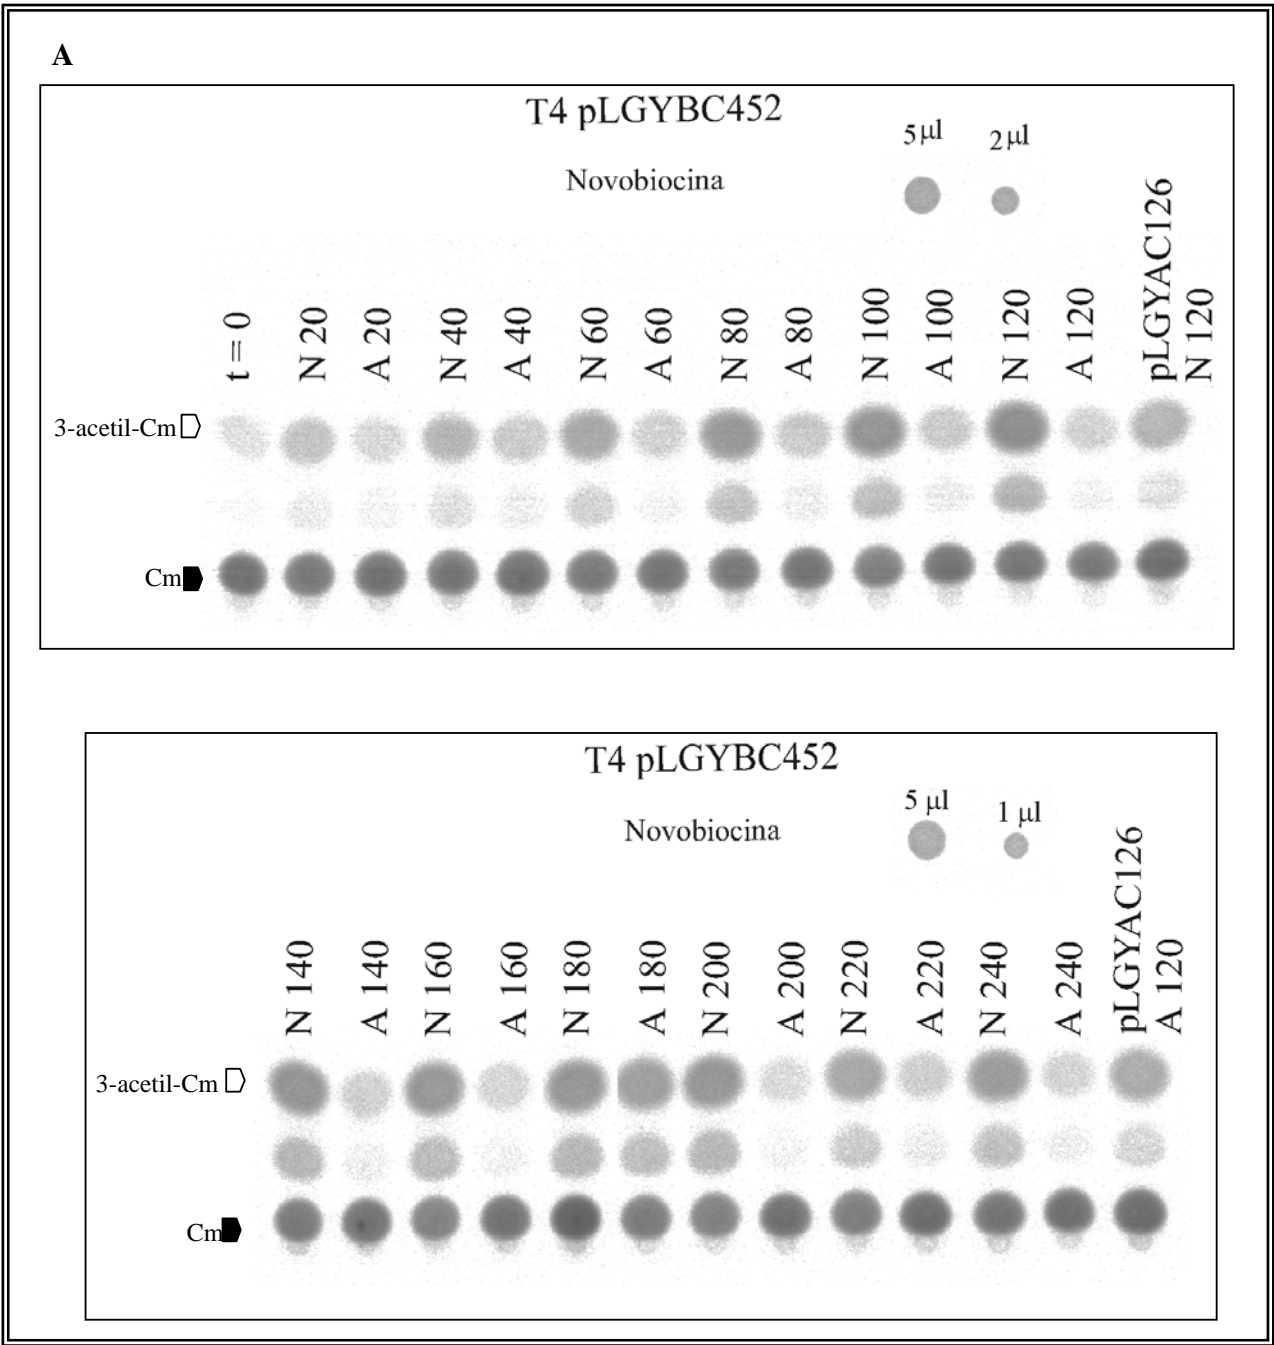 A
T4 pLGYBC452
5 µl
2 µl
Novobiocina
t = 0
N 20
A 20
N 40
A 40
N 60
A 60
N 80
A 80
N 100
A 100
N 120
A 120
pLGYAC126
N 120
3-acetil-Cm
Cm
T4 pLGYBC452
5 µl
1 µl
Novobiocina
N 140
A 140
N 160
A 160
N 180
A 180
N 200
A 200
N 220
A 220
N 240
A 240
pLGYAC126
A 120
3-acetil-Cm
Cm